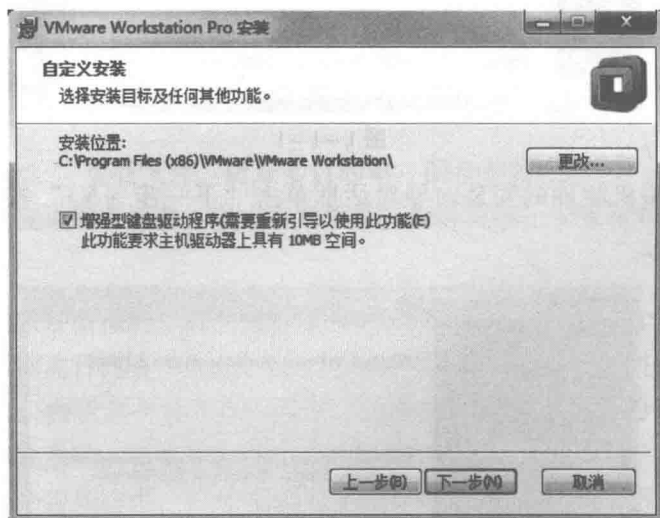 VMware Workstation Pro 安装
自定义安装
选择安装目标及任何其他功能。
安装位置:
C:\Program Files (x86)\VMware\VMware Workstation\
更改...
增强型键盘驱动程序(需要重新引导以使用此功能(E)
此功能要求主机驱动器上具有 10MB 空间。
上一步(B) 下一步(N) 取消